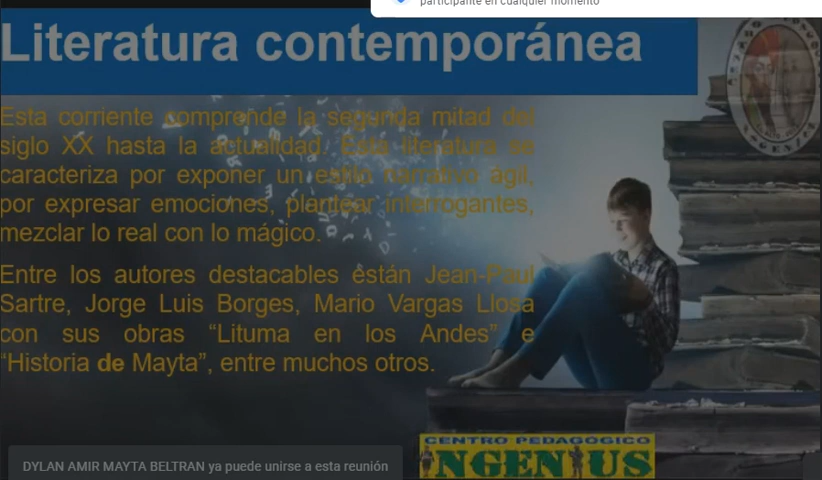 participante en cualquier momento
Literatura contemporánea
Esta corriente comprende la segunda mitad del
siglo XX hasta la actualidad. Esta literatura se
caracteriza por exponer un estilo narrativo ágil,
por expresar emociones, plantear interrogantes,
mezclar lo real con lo mágico.
Entre los autores destacables están Jean-Paul
Sartre, Jorge Luis Borges, Mario Vargas Llosa
con sus obras “Lituma en los Andes” e
“Historia de Mayta”, entre muchos otros.
CENTRO PEDAGOGICO
INGENIUS
DYLAN AMIR MAYTA BELTRAN ya puede unirse a esta reunión